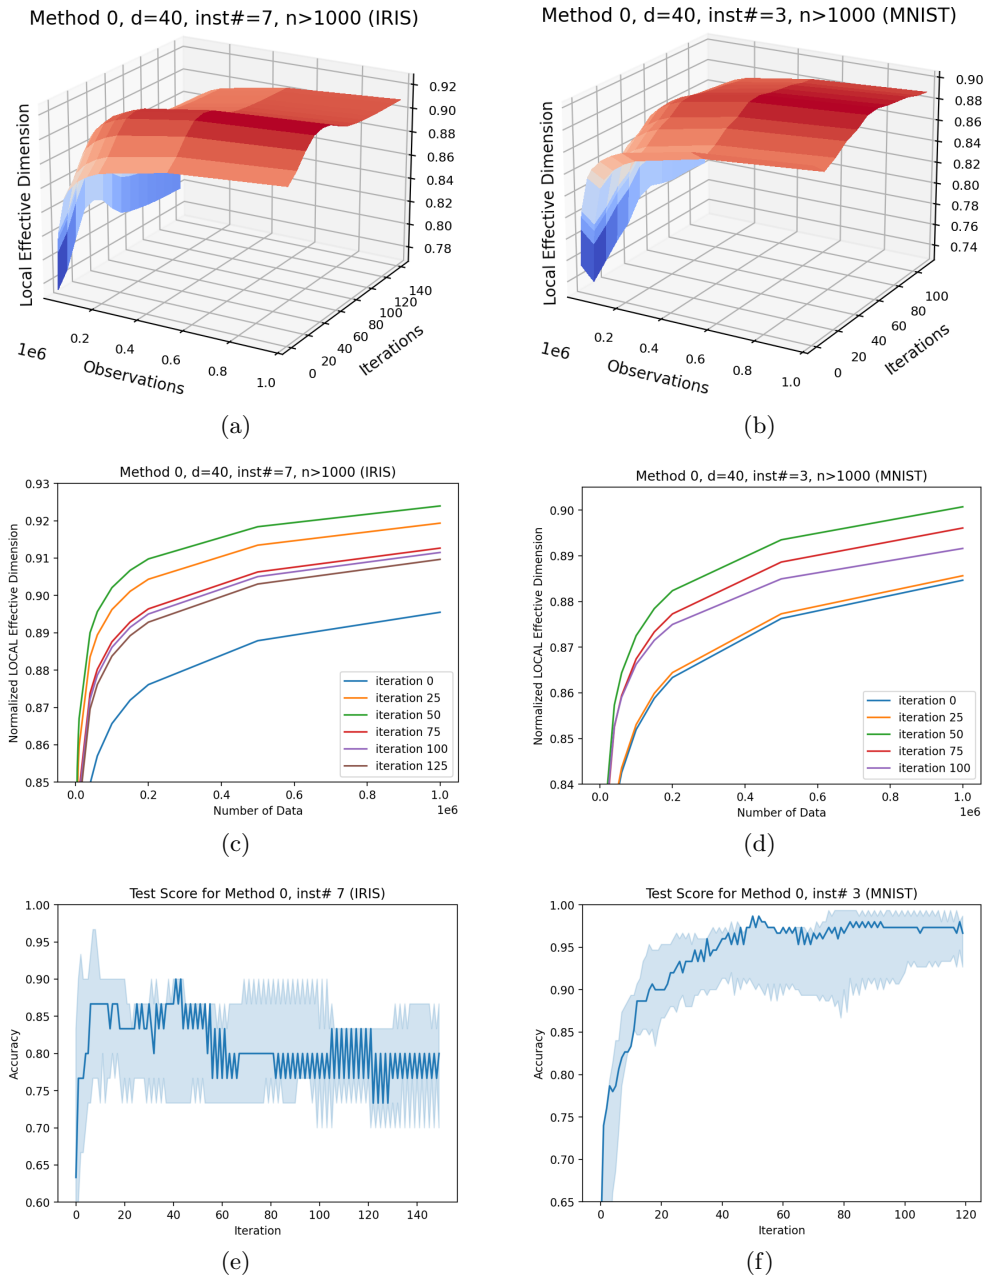 Method 0, d=40, inst#=7, n>1000 (IRIS)
Local Effective Dimension
0.92
0.90
0.88
0.86
0.84
0.82
0.80
0.78
1e6
0.2
0.4
0.6
0.8
1.0
Observations
0
20
40
60
80
100
120
140
Iterations
(a)
Method 0, d=40, inst#=3, n>1000 (MNIST)
Local Effective Dimension
0.90
0.88
0.86
0.84
0.82
0.80
0.78
0.76
0.74
1e6
0.2
0.4
0.6
0.8
1.0
Observations
0
20
40
60
80
100
Iterations
(b)
Method 0, d=40, inst#=7, n>1000 (IRIS)
Normalized LOCAL Effective Dimension
0.93
0.92
0.91
0.90
0.89
0.88
0.87
0.86
0.85
iteration 0
iteration 25
iteration 50
iteration 75
iteration 100
iteration 125
0.0 0.2 0.4 0.6 0.8 1.0
Number of Data
1e6
(c)
Method 0, d=40, inst#=3, n>1000 (MNIST)
Normalized LOCAL Effective Dimension
0.90
0.89
0.88
0.87
0.86
0.85
0.84
iteration 0
iteration 25
iteration 50
iteration 75
iteration 100
0.0 0.2 0.4 0.6 0.8 1.0
Number of Data
1e6
(d)
Test Score for Method 0, inst# 7 (IRIS)
Accuracy
1.00
0.95
0.90
0.85
0.80
0.75
0.70
0.65
0.60
0 20 40 60 80 100 120 140
Iteration
(e)
Test Score for Method 0, inst# 3 (MNIST)
Accuracy
1.00
0.95
0.90
0.85
0.80
0.75
0.70
0.65
0 20 40 60 80 100 120
Iteration
(f)